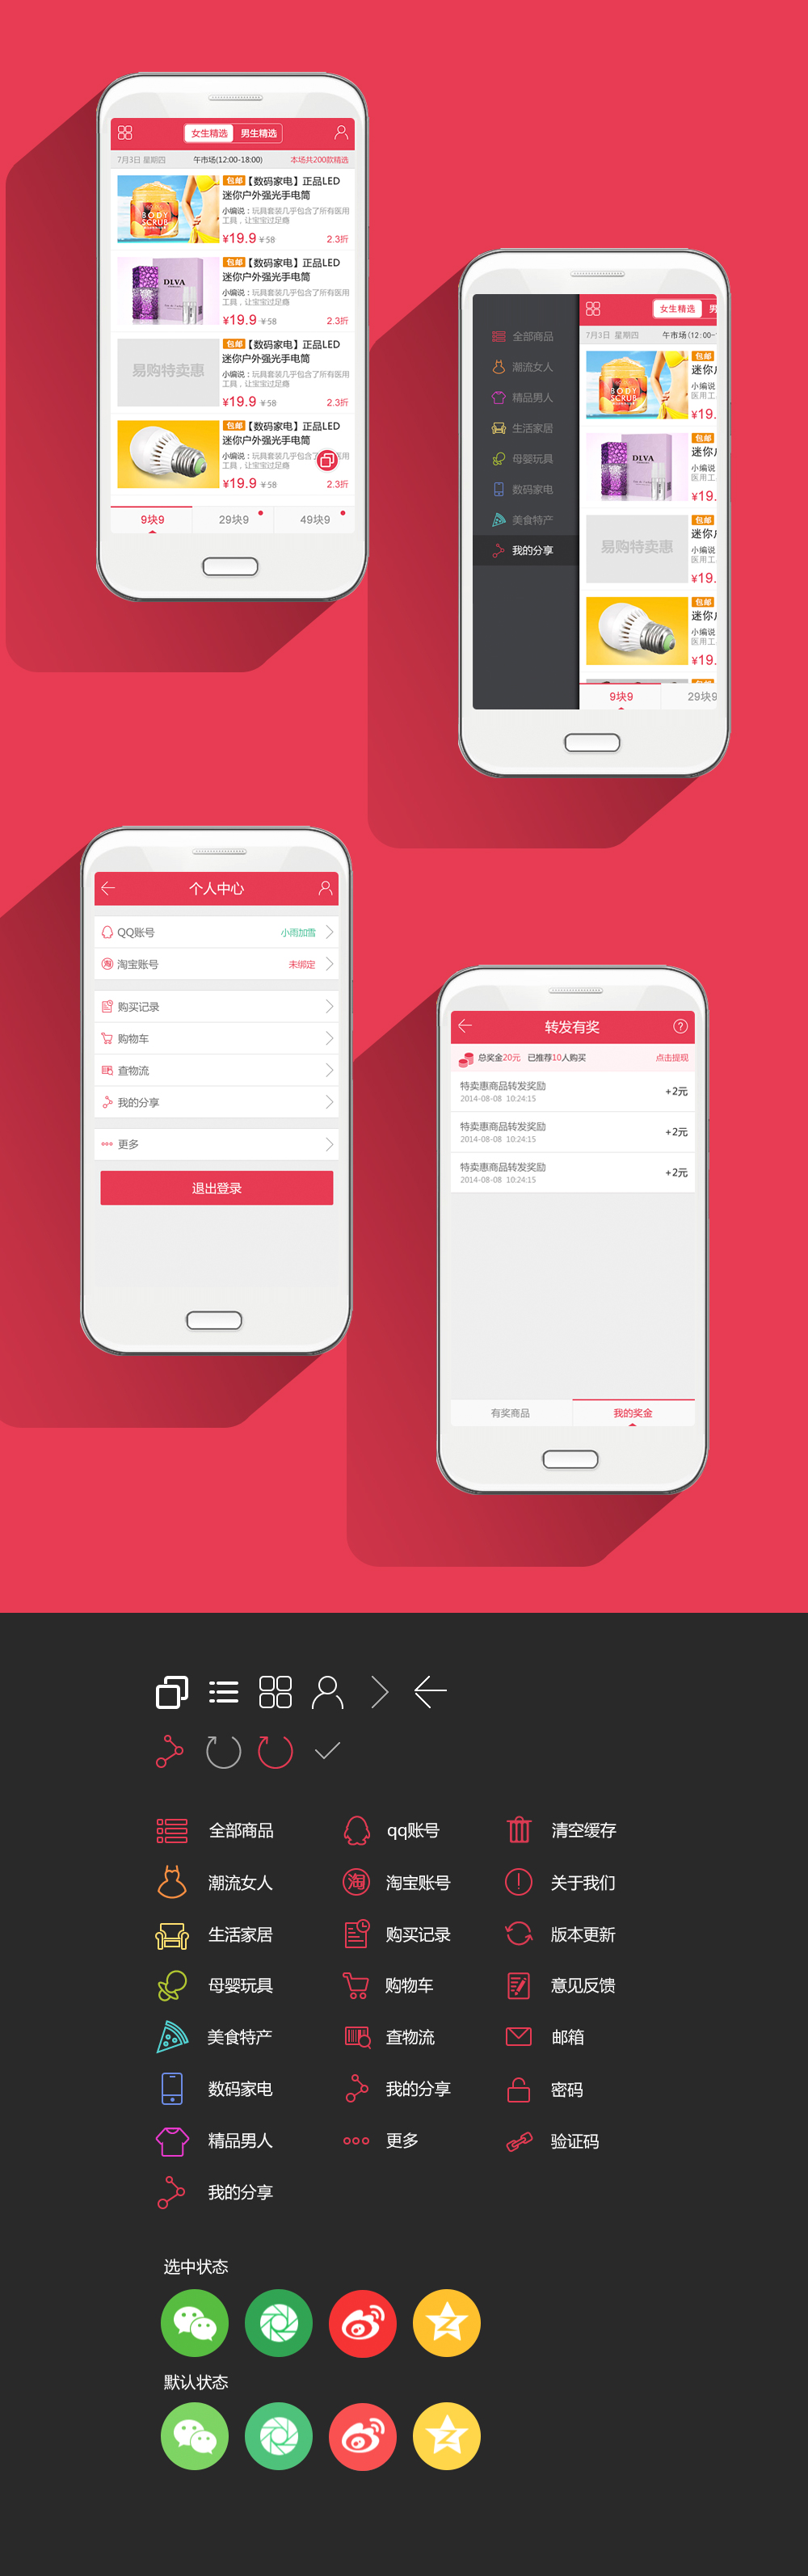 女生精选 男生精选
7月3日 星期四 午市场(12:00-18:00) 本场共200款精选
BODY
SCRUB
包邮【数码家电】正品LED
迷你户外强光手电筒
小编说：玩具套装几乎包含了所有医用
工具，让宝宝过足瘾
¥19.9 ¥58 2.3折
DLVA
包邮【数码家电】正品LED
迷你户外强光手电筒
小编说：玩具套装几乎包含了所有医用
工具，让宝宝过足瘾
¥19.9 ¥58 2.3折
易购特卖惠
包邮【数码家电】正品LED
迷你户外强光手电筒
小编说：玩具套装几乎包含了所有医用
工具，让宝宝过足瘾
¥19.9 ¥58 2.3折
包邮【数码家电】正品LED
迷你户外强光手电筒
小编说：玩具套装几乎包含了所有医用
工具，让宝宝过足瘾
¥19.9 ¥58 2.3折
9块9 29块9 49块9
全部商品
潮流女人
精品男人
生活家居
母婴玩具
数码家电
美食特产
我的分享
女生精选 男
7月3日 星期四 午市场(12:00-
BODY
SCRUB
包邮
迷你户
小编说
医用工
¥19.
DLVA
包邮
迷你户
小编说
医用工
¥19.
易购特卖惠
包邮
迷你户
小编说
医用工
¥19.
包邮
迷你户
小编说
医用工
¥19.
包邮
9块9 29块9
个人中心
QQ账号 小雨加雪
淘 淘宝账号 未绑定
购买记录
购物车
查物流
我的分享
更多
退出登录
转发有奖 ?
总奖金20元 已推荐10人购买 点击提现
特卖惠商品转发奖励
2014-08-08 10:24:15 +2元
特卖惠商品转发奖励
2014-08-08 10:24:15 +2元
特卖惠商品转发奖励
2014-08-08 10:24:15 +2元
有奖商品 我的奖金
全部商品 qq账号 清空缓存
潮流女人 淘 淘宝账号 关于我们
生活家居 购买记录 版本更新
母婴玩具 购物车 意见反馈
美食特产 查物流 邮箱
数码家电 我的分享 密码
精品男人 更多 验证码
我的分享
选中状态
默认状态